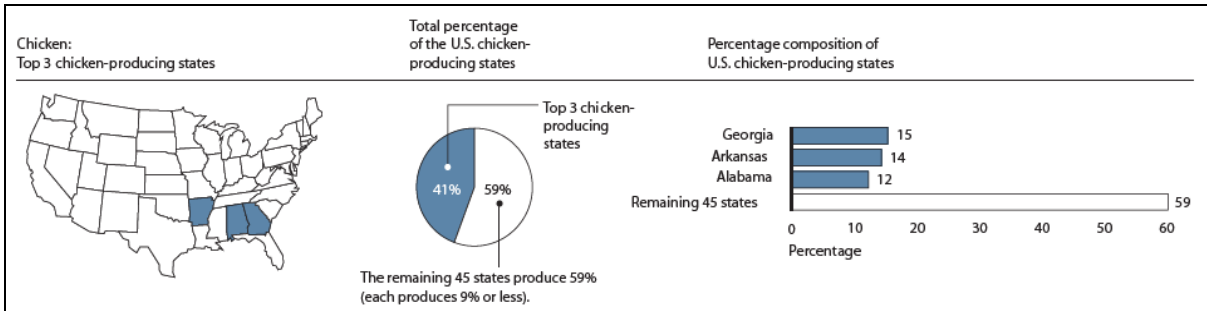 Chicken:
Top 3 chicken-producing states
Total percentage
of the U.S. chicken-
producing states
Percentage composition of
U.S. chicken-producing states
Top 3 chicken-
producing
states
41%
59%
The remaining 45 states produce 59%
(each produces 9% or less).
Georgia 15
Arkansas 14
Alabama 12
Remaining 45 states 59
0 10 20 30 40 50 60
Percentage